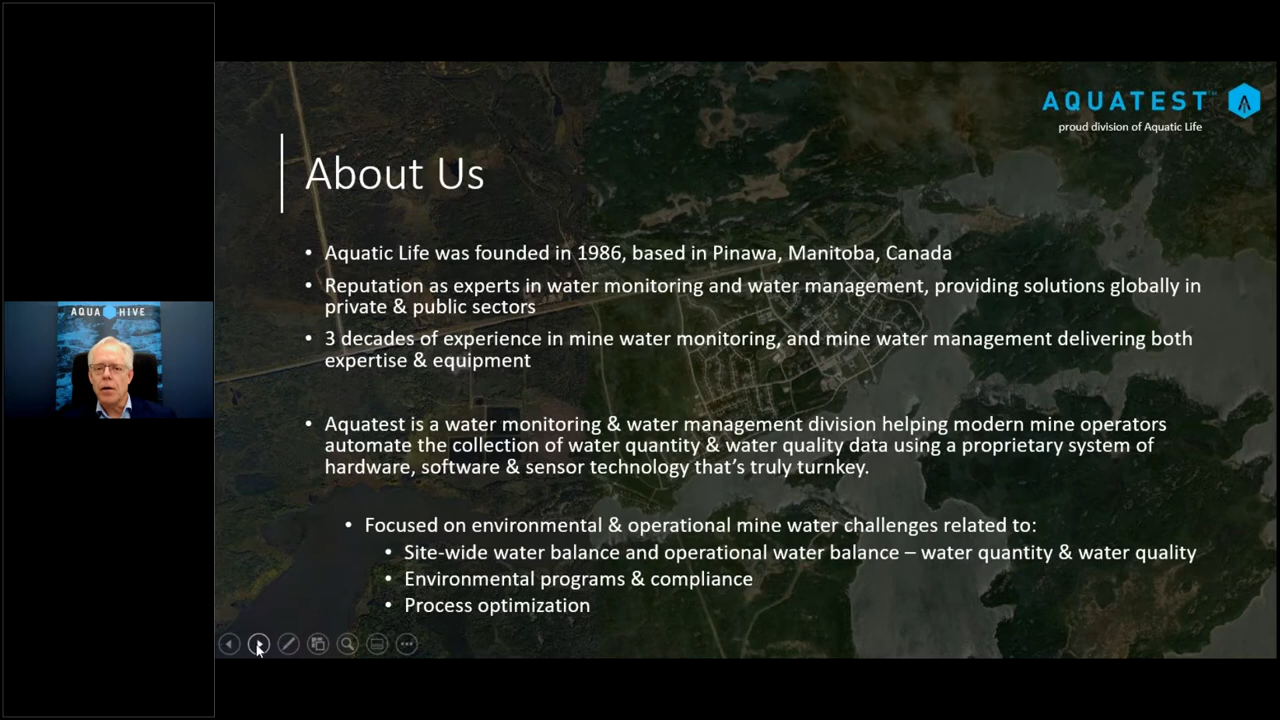 AQUATEST™
proud division of Aquatic Life
About Us
• Aquatic Life was founded in 1986, based in Pinawa, Manitoba, Canada
• Reputation as experts in water monitoring and water management, providing solutions globally in
private & public sectors
• 3 decades of experience in mine water monitoring, and mine water management delivering both
expertise & equipment
• Aquatest is a water monitoring & water management division helping modern mine operators
automate the collection of water quantity & water quality data using a proprietary system of
hardware, software & sensor technology that's truly turnkey.
• Focused on environmental & operational mine water challenges related to:
• Site-wide water balance and operational water balance – water quantity & water quality
• Environmental programs & compliance
• Process optimization
AQUA HIVE